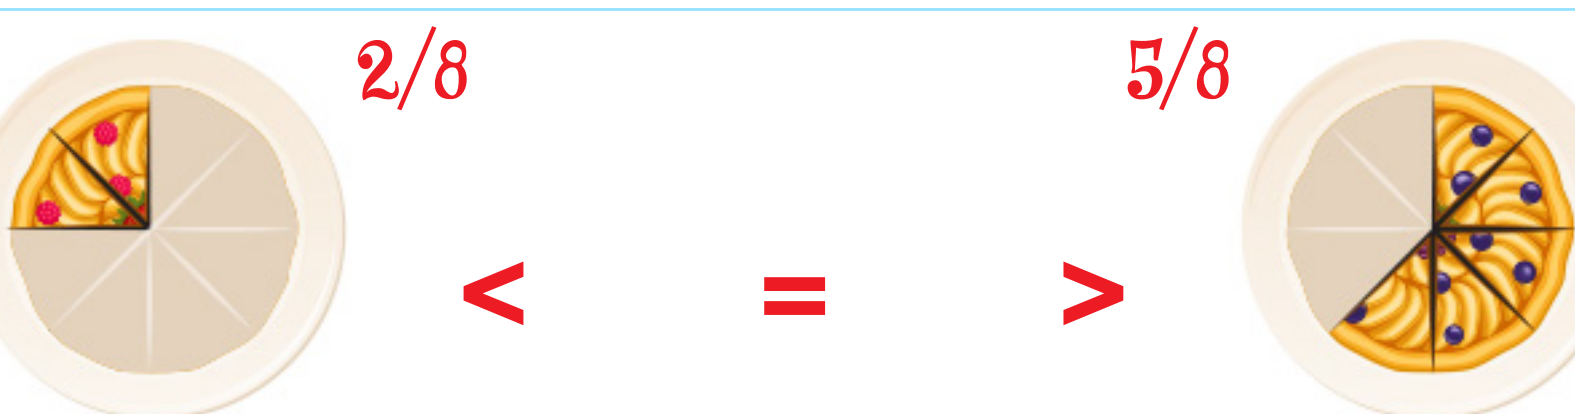 2/8 5/8
< = >